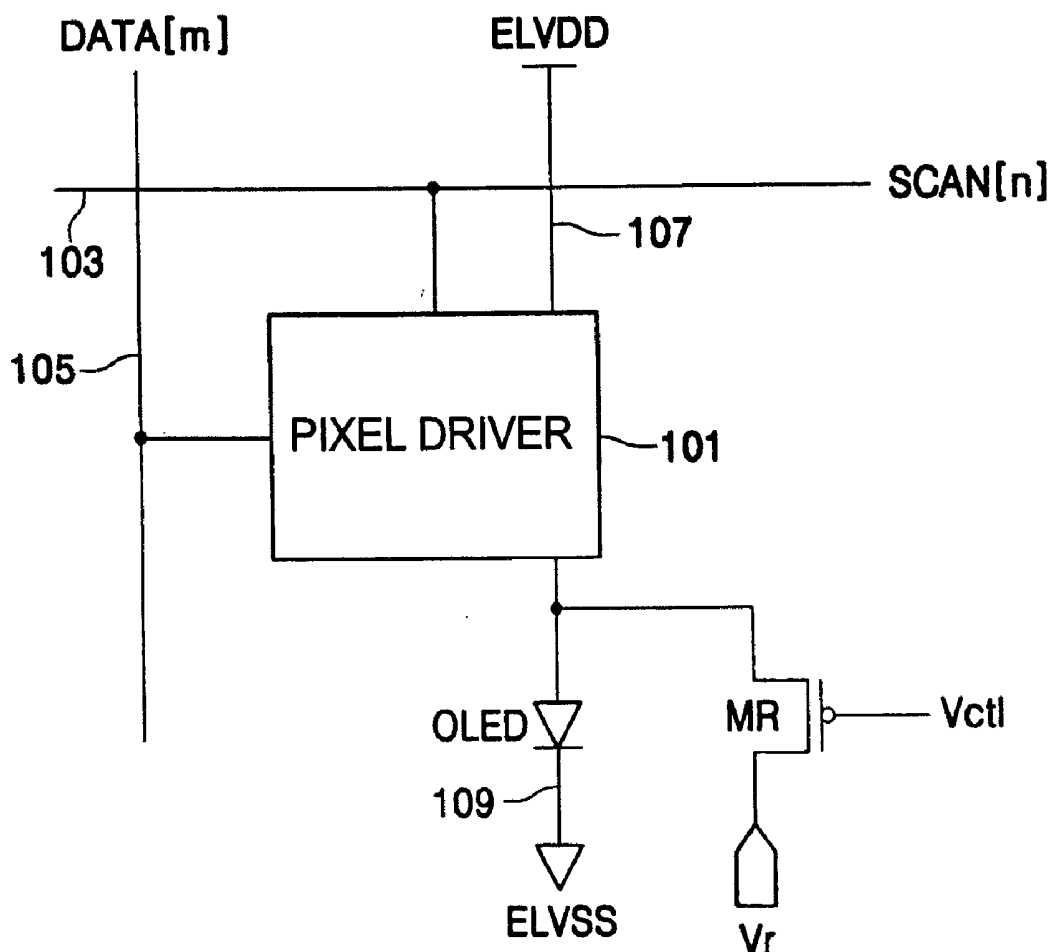 DATA[m]
ELVDD
SCAN[n]
103
107
105
PIXEL DRIVER
101
OLED
MR
Vctl
109
ELVSS
Vr